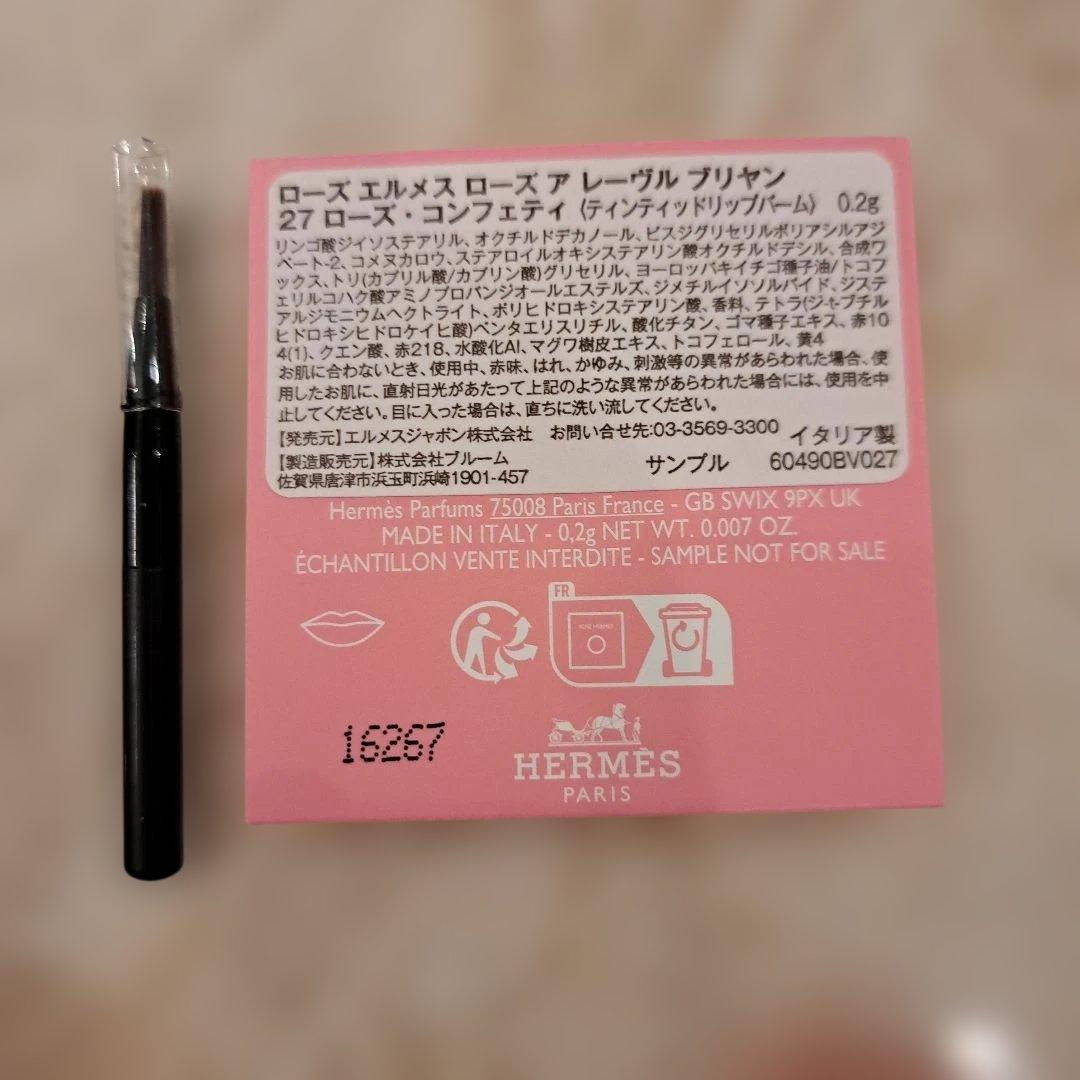 ローズ エルメス ローズ ア レーヴル ブリヤン
27 ローズ・コンフェティ〈ティンティッドリップバーム〉 0.2g
リンゴ酸ジイソステアリル、オクチルドデカノール、ビスジグリセリルポリアシルアジ
ペート-2、コメヌカロウ、ステアロイルオキシステアリン酸オクチルドデシル、合成ワ
ックス、トリ(カプリル酸/カプリン酸)グリセリル、ヨーロッパキイチゴ種子油/トコフ
ェリルコハク酸アミノプロパンジオールエステルズ、ジメチルイソソルバイド、ジステ
アルジモニウムヘクトライト、ポリヒドロキシステアリン酸、香料、テトラ(ジ-t-ブチル
ヒドロキシヒドロケイヒ酸)ペンタエリスリチル、酸化チタン、ゴマ種子エキス、赤10
4(1)、クエン酸、赤218、水酸化Al、マグワ樹皮エキス、トコフェロール、黄4
お肌に合わないとき、使用中、赤味、はれ、かゆみ、刺激等の異常があらわれた場合、使
用したお肌に、直射日光があたって上記のような異常があらわれた場合には、使用を中
止してください。目に入った場合は、直ちに洗い流してください。
【発売元】エルメスジャポン株式会社 お問い合せ先:03-3569-3300 イタリア製
【製造販売元】株式会社ブルーム サンプル 60490BV027
佐賀県唐津市浜玉町浜崎1901-457
Hermès Parfums 75008 Paris France - GB SWIX 9PX UK
MADE IN ITALY - 0,2g NET WT. 0.007 OZ.
ÉCHANTILLON VENTE INTERDITE - SAMPLE NOT FOR SALE
FR
ROSE HERMÈS
16267
HERMÈS
PARIS